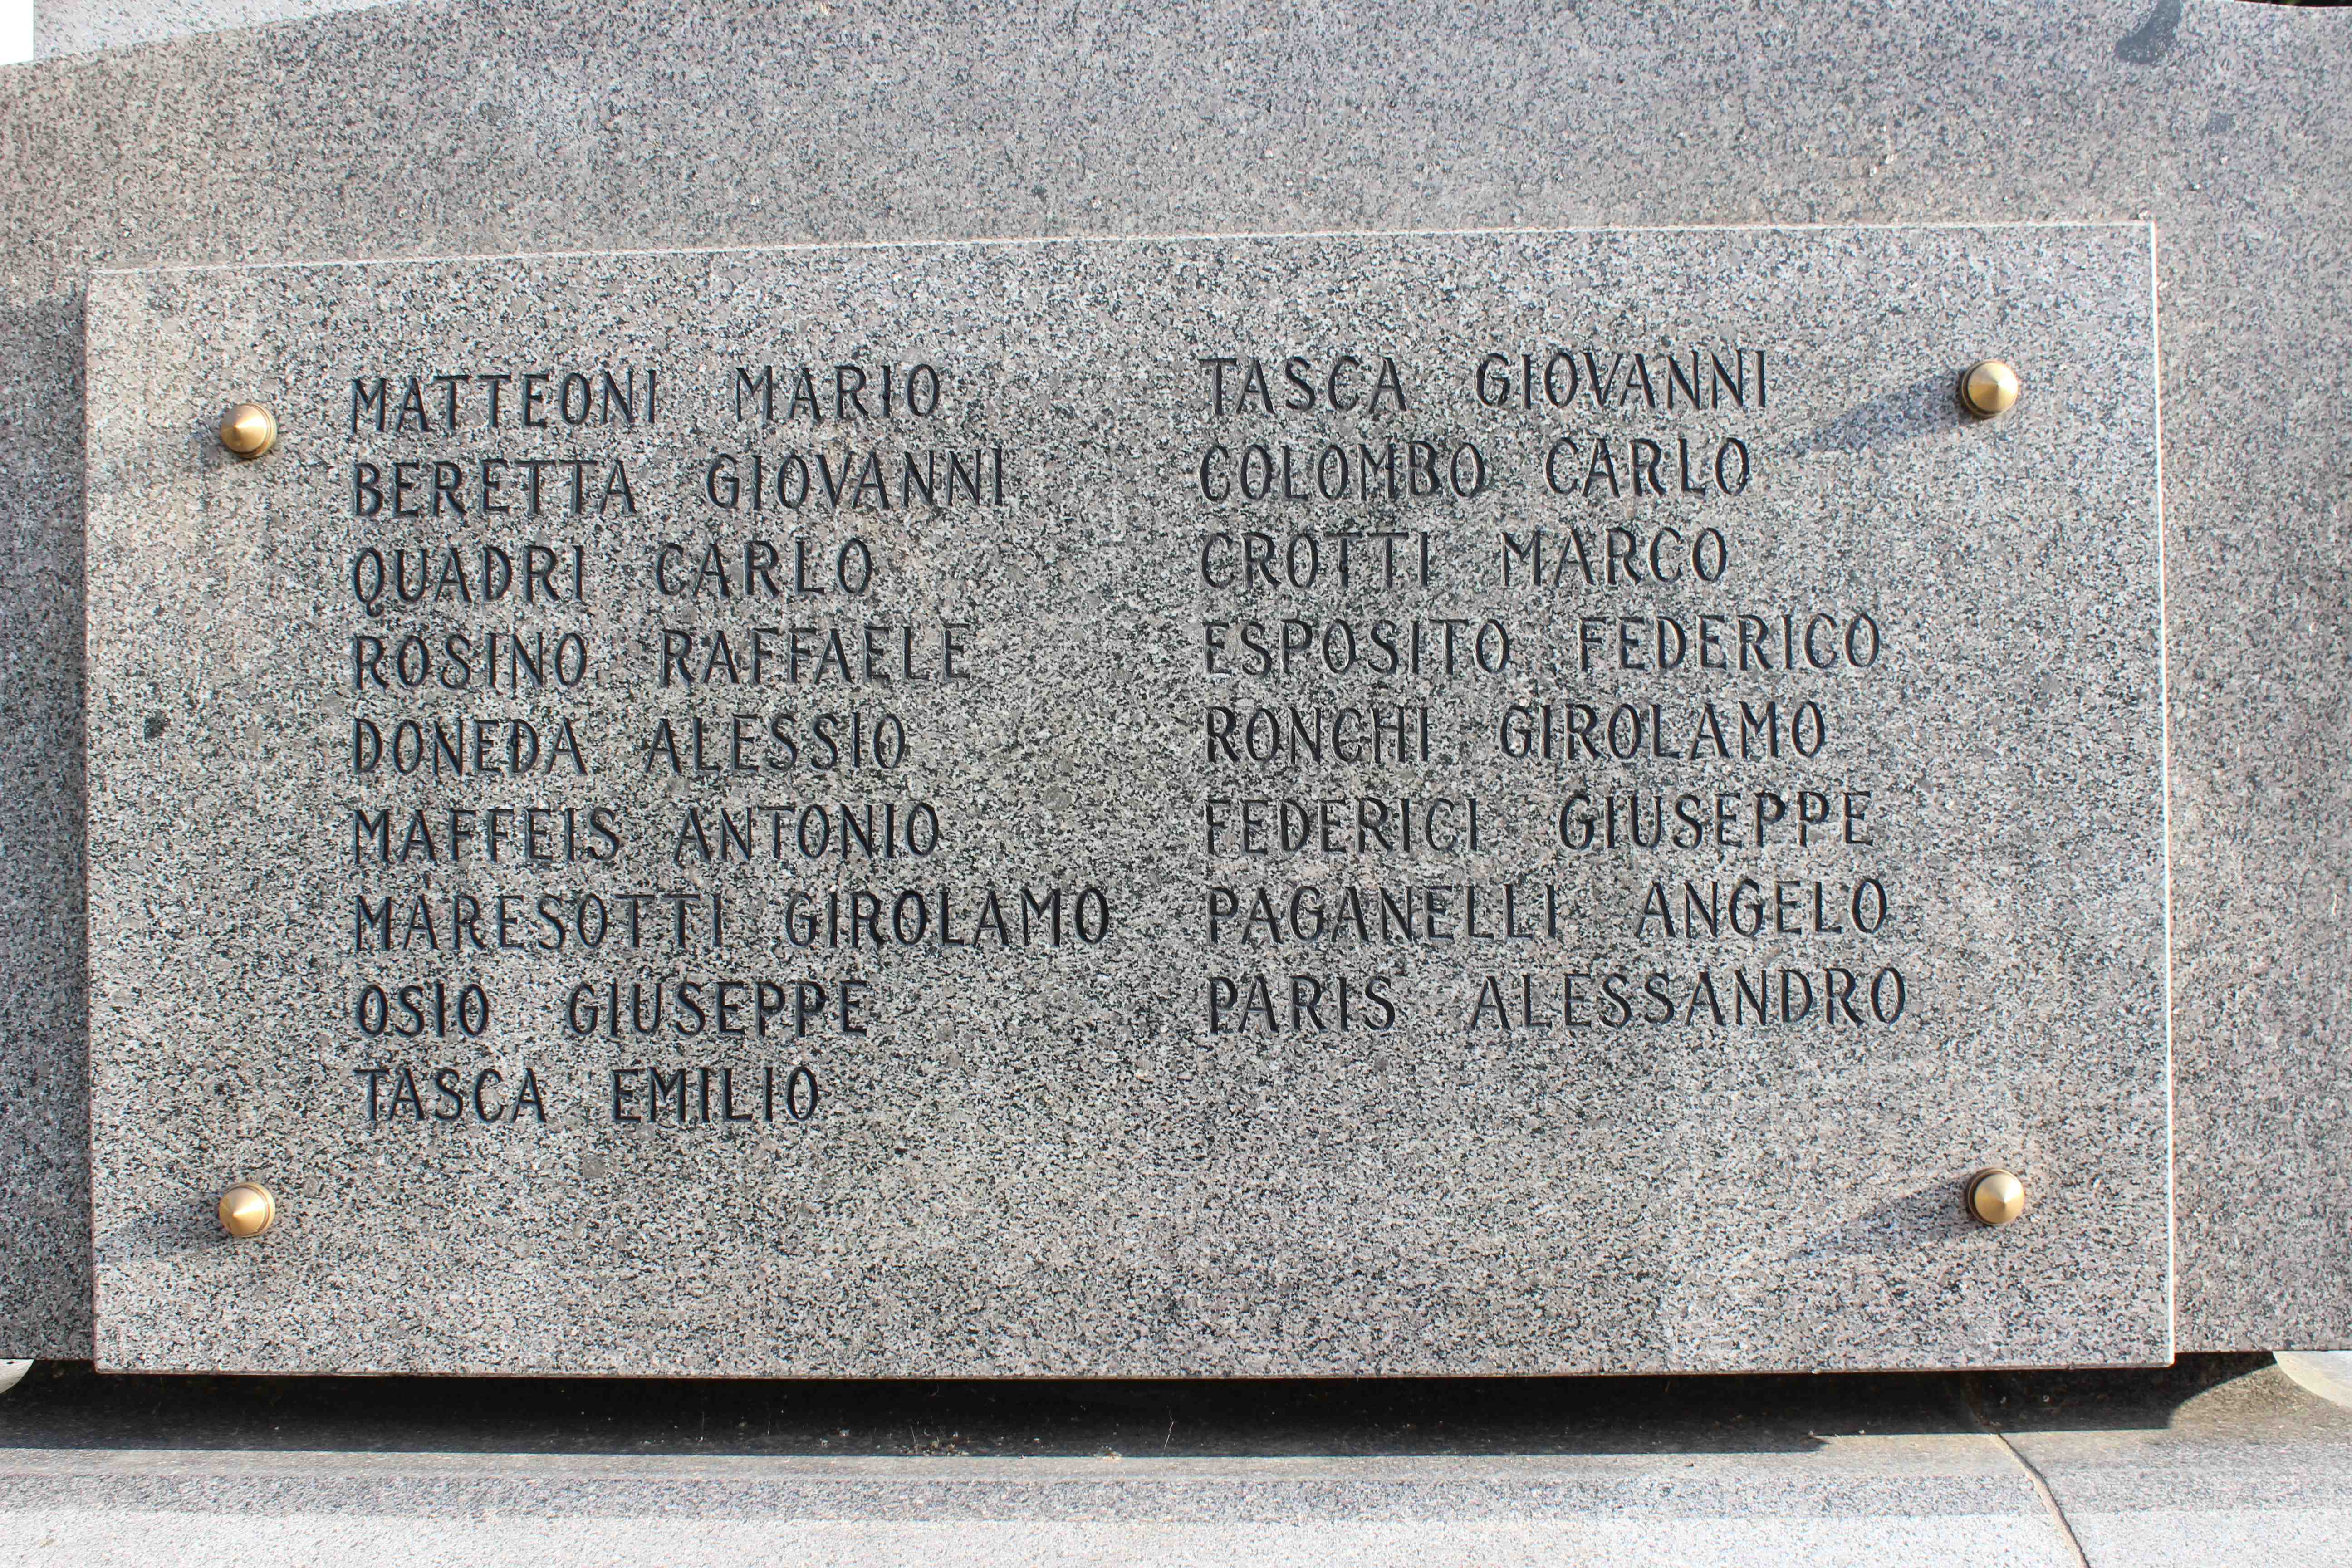 MATTEONI MARIO
BERETTA GIOVANNI
QUADRI CARLO
ROSINO RAFFAELE
DONEDA ALESSIO
MAFFEIS ANTONIO
MARESOTTI GIROLAMO
OSIO GIUSEPPE
TASCA EMILIO
TASCA GIOVANNI
COLOMBO CARLO
CROTTI MARCO
ESPOSITO FEDERICO
RONCHI GIROLAMO
FEDERICI GIUSEPPE
PAGANELLI ANGELO
PARIS ALESSANDRO